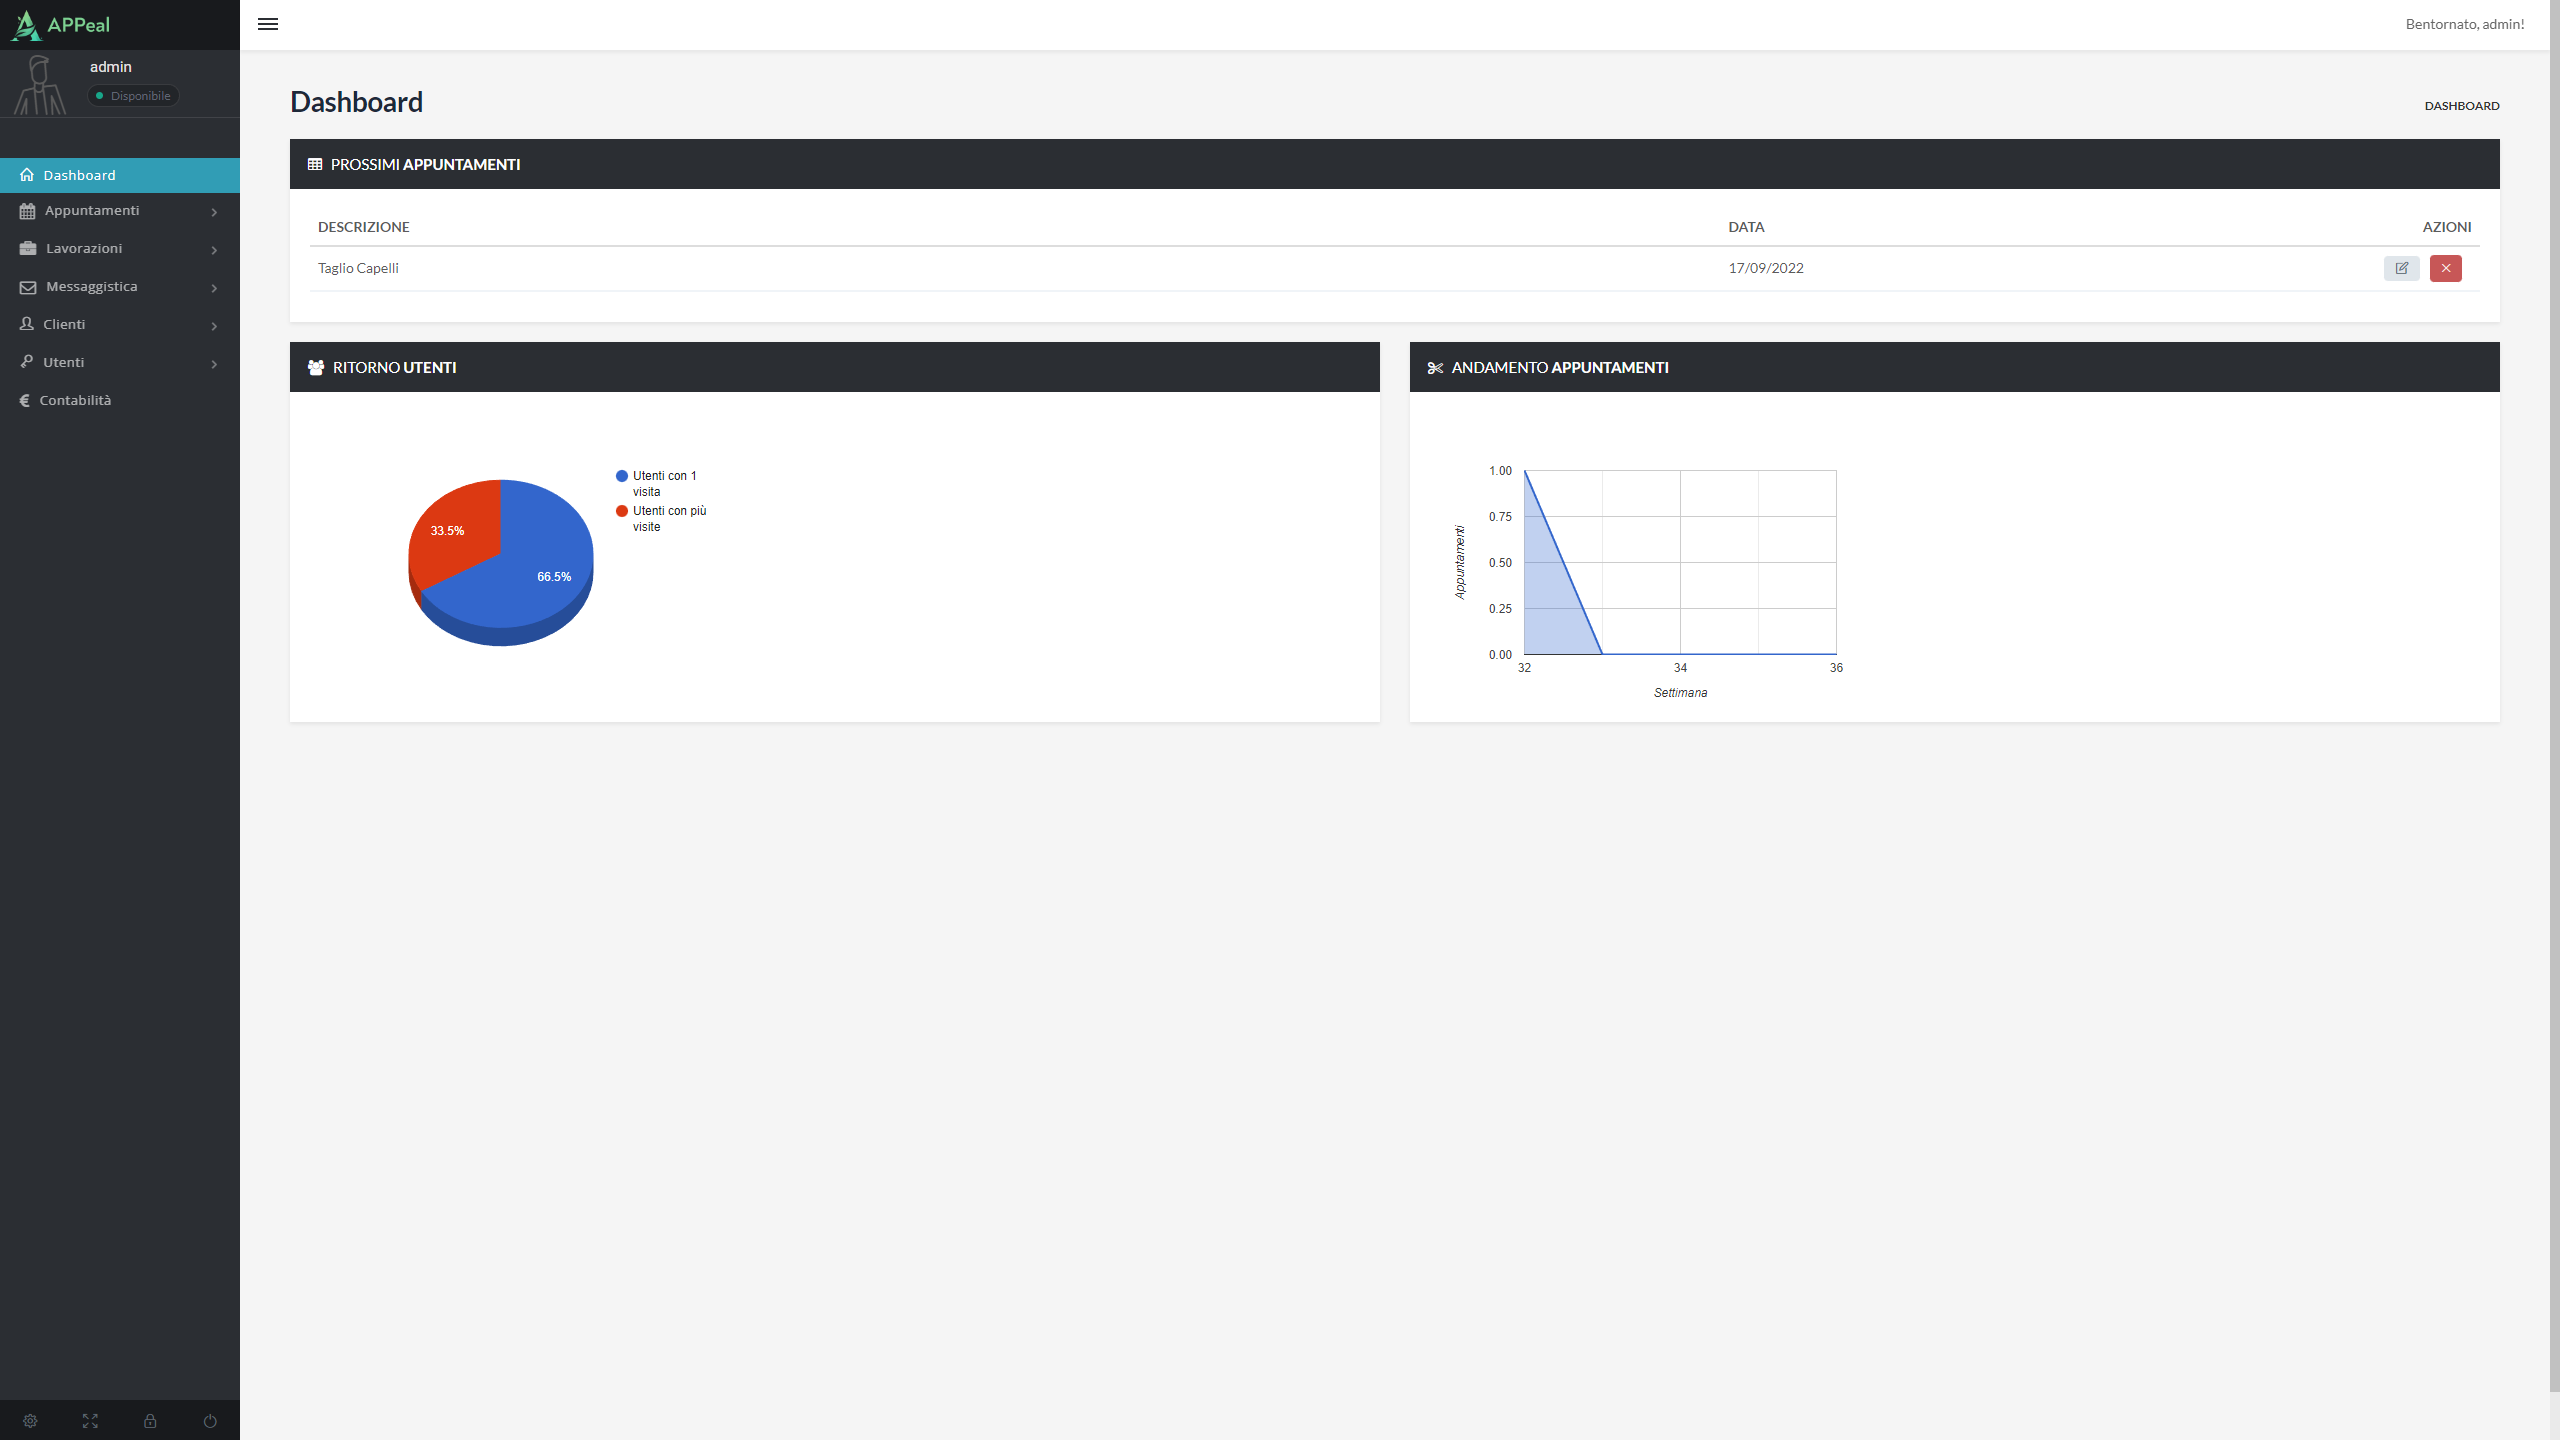 APPeal
Bentornato, admin!
admin
Disponibile
Dashboard
Appuntamenti
Lavorazioni
Messaggistica
Clienti
Utenti
€ Contabilità
Dashboard
DASHBOARD
PROSSIMI APPUNTAMENTI
DESCRIZIONE DATA AZIONI
Taglio Capelli 17/09/2022
RITORNO UTENTI
33.5%
66.5%
Utenti con 1
visita
Utenti con più
visite
ANDAMENTO APPUNTAMENTI
Appuntamenti
1.00
0.75
0.50
0.25
0.00
32 34 36
Settimana